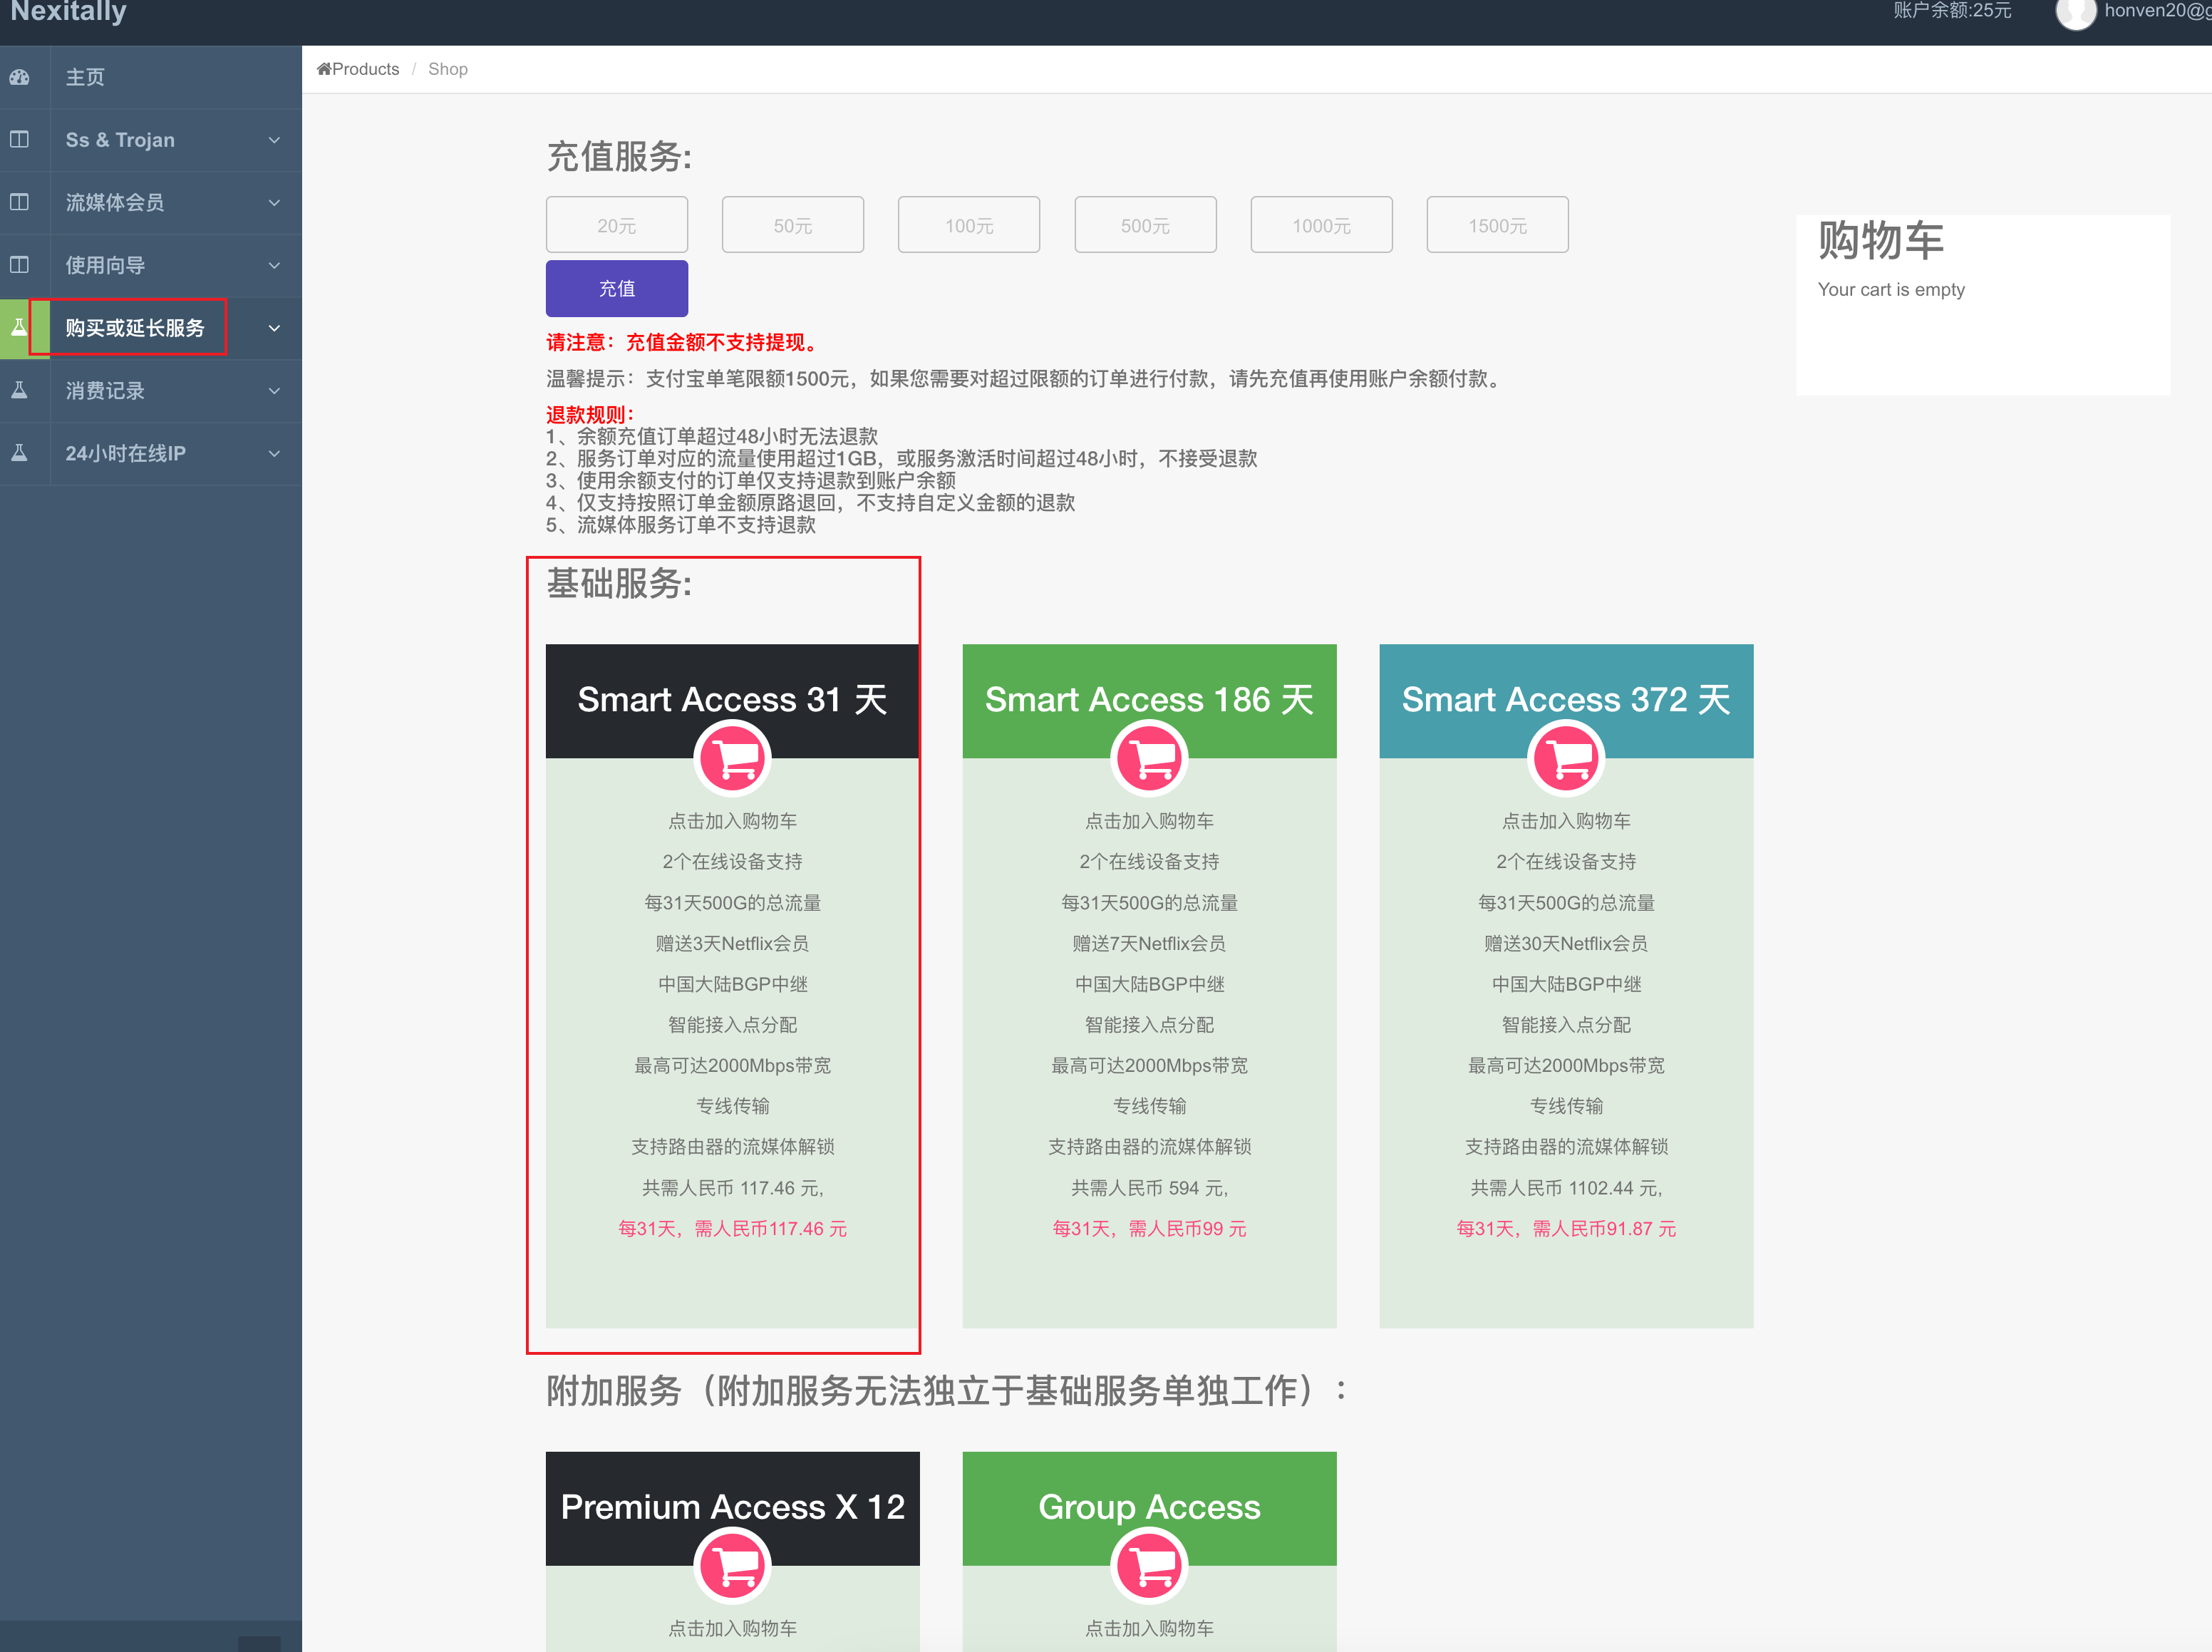 Nexitally
账户余额:25元
honven20@g
主页
Ss & Trojan
流媒体会员
使用向导
购买或延长服务
消费记录
24小时在线IP
Products / Shop
充值服务:
20元
50元
100元
500元
1000元
1500元
充值
请注意：充值金额不支持提现。
温馨提示：支付宝单笔限额1500元，如果您需要对超过限额的订单进行付款，请先充值再使用账户余额付款。
退款规则：
1、余额充值订单超过48小时无法退款
2、服务订单对应的流量使用超过1GB，或服务激活时间超过48小时，不接受退款
3、使用余额支付的订单仅支持退款到账户余额
4、仅支持按照订单金额原路退回，不支持自定义金额的退款
5、流媒体服务订单不支持退款
购物车
Your cart is empty
基础服务:
Smart Access 31 天
点击加入购物车
2个在线设备支持
每31天500G的总流量
赠送3天Netflix会员
中国大陆BGP中继
智能接入点分配
最高可达2000Mbps带宽
专线传输
支持路由器的流媒体解锁
共需人民币 117.46 元,
每31天，需人民币117.46 元
Smart Access 186 天
点击加入购物车
2个在线设备支持
每31天500G的总流量
赠送7天Netflix会员
中国大陆BGP中继
智能接入点分配
最高可达2000Mbps带宽
专线传输
支持路由器的流媒体解锁
共需人民币 594 元,
每31天，需人民币99 元
Smart Access 372 天
点击加入购物车
2个在线设备支持
每31天500G的总流量
赠送30天Netflix会员
中国大陆BGP中继
智能接入点分配
最高可达2000Mbps带宽
专线传输
支持路由器的流媒体解锁
共需人民币 1102.44 元,
每31天，需人民币91.87 元
附加服务（附加服务无法独立于基础服务单独工作）:
Premium Access X 12
点击加入购物车
Group Access
点击加入购物车